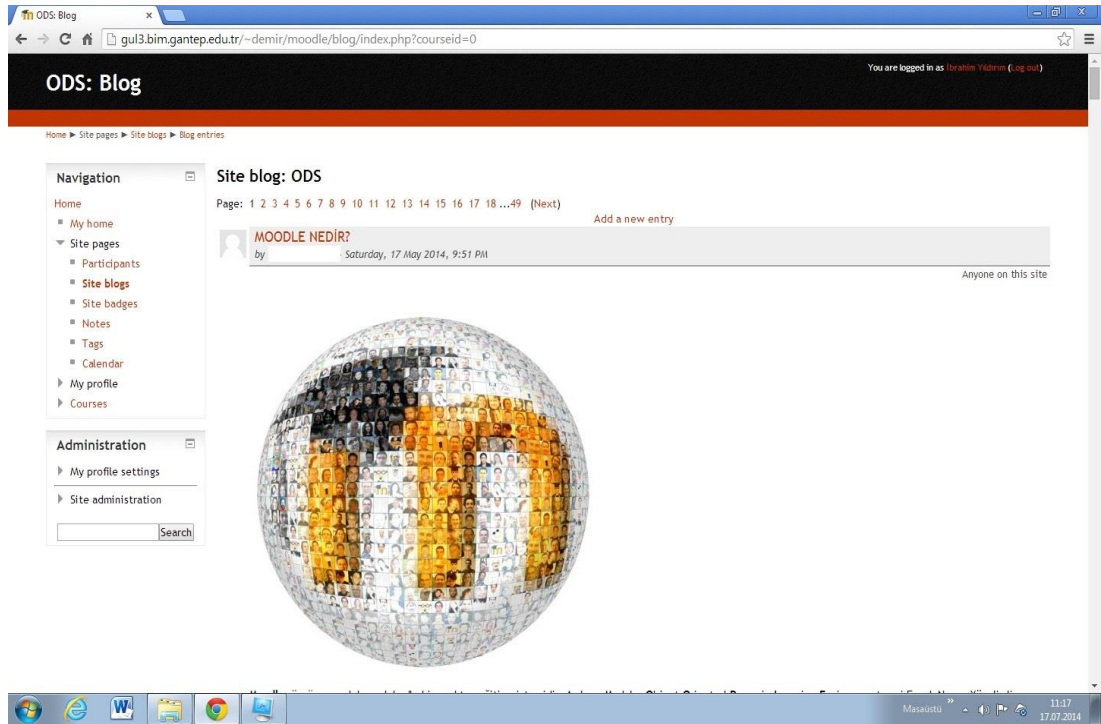 ODS: Blog
gul3.bim.gantep.edu.tr/~demir/moodle/blog/index.php?courseid=0
You are logged in as İbrahim Yıldırım (Log out)
ODS: Blog
Home ► Site pages ► Site blogs ► Blog entries
Navigation
Home
My home
Site pages
Participants
Site blogs
Site badges
Notes
Tags
Calendar
My profile
Courses
Administration
My profile settings
Site administration
Search
Site blog: ODS
Page: 1 2 3 4 5 6 7 8 9 10 11 12 13 14 15 16 17 18 ...49 (Next)
Add a new entry
MOODLE NEDİR?
by - Saturday, 17 May 2014, 9:51 PM
Anyone on this site
Masaüstü
11:17
17.07.2014